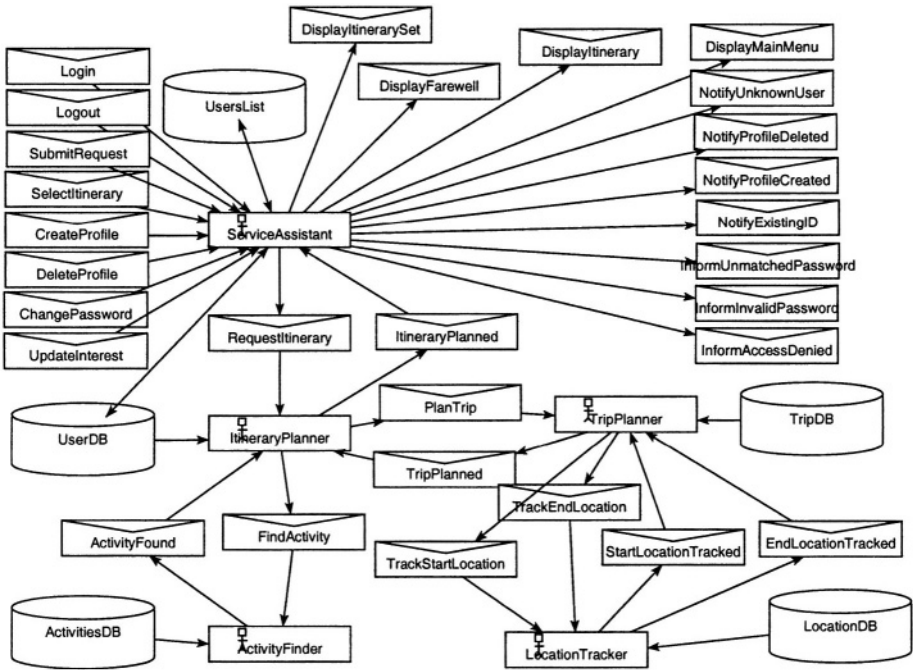 DisplayItinerarySet
DisplayItinerary
DisplayMainMenu
Login
DisplayFarewell
NotifyUnknownUser
Logout
UsersList
NotifyProfileDeleted
SubmitRequest
NotifyProfileCreated
SelectItinerary
NotifyExistingID
CreateProfile
ServiceAssistant
InformUnmatchedPassword
DeleteProfile
InformInvalidPassword
ChangePassword
RequestItinerary
ItineraryPlanned
InformAccessDenied
UpdateInterest
PlanTrip
UserDB
ItineraryPlanner
TripPlanner
TripDB
TripPlanned
TrackEndLocation
ActivityFound
FindActivity
TrackStartLocation
StartLocationTracked
EndLocationTracked
ActivitiesDB
ActivityFinder
LocationTracker
LocationDB